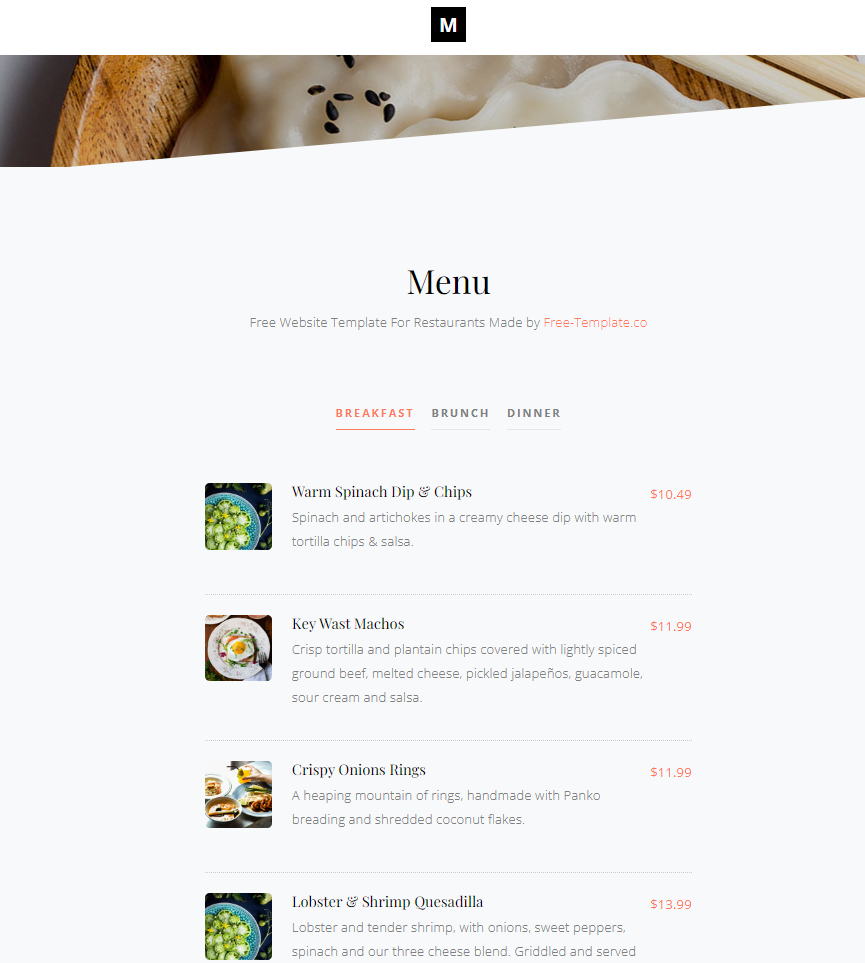 M
Menu
Free Website Template For Restaurants Made by Free-Template.co
BREAKFAST BRUNCH DINNER
Warm Spinach Dip & Chips $10.49
Spinach and artichokes in a creamy cheese dip with warm
tortilla chips & salsa.
Key Wast Machos $11.99
Crisp tortilla and plantain chips covered with lightly spiced
ground beef, melted cheese, pickled jalapeños, guacamole,
sour cream and salsa.
Crispy Onions Rings $11.99
A heaping mountain of rings, handmade with Panko
breading and shredded coconut flakes.
Lobster & Shrimp Quesadilla $13.99
Lobster and tender shrimp, with onions, sweet peppers,
spinach and our three cheese blend. Griddled and served